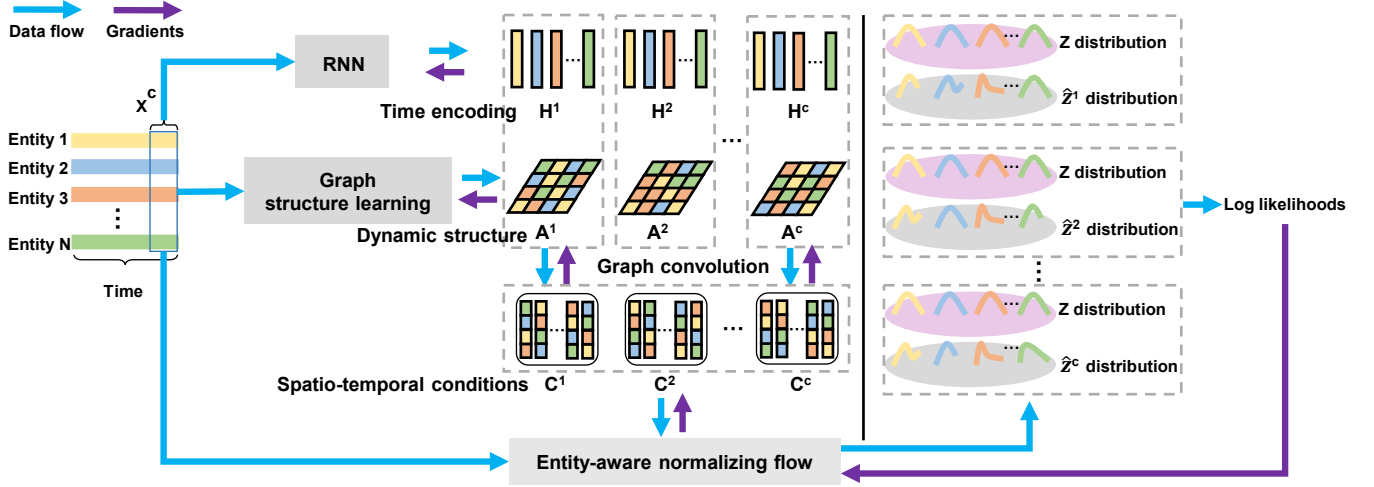 Data flow
Gradients
RNN
X^c
Time encoding
H^1
H^2
...
H^c
Entity 1
Entity 2
Entity 3
⋮
Entity N
Time
Graph
structure learning
Dynamic structure
A^1
A^2
A^c
Graph convolution
...
Spatio-temporal conditions
C^1
C^2
C^c
Entity-aware normalizing flow
Z distribution
Ẑ^1 distribution
Z distribution
Ẑ^2 distribution
⋮
Z distribution
Ẑ^c distribution
Log likelihoods